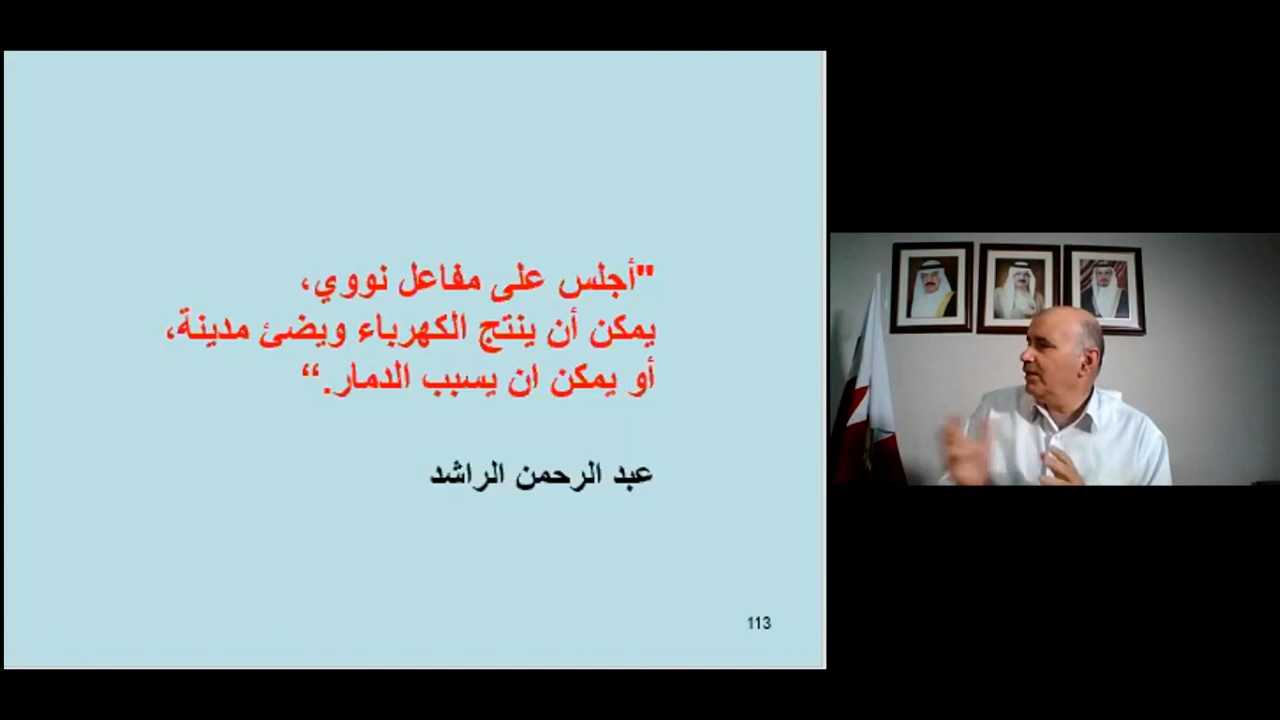 "أجلس على مفاعل نووي،
يمكن أن ينتج الكهرباء ويضئ مدينة،
أو يمكن ان يسبب الدمار.“
عبد الرحمن الراشد
113